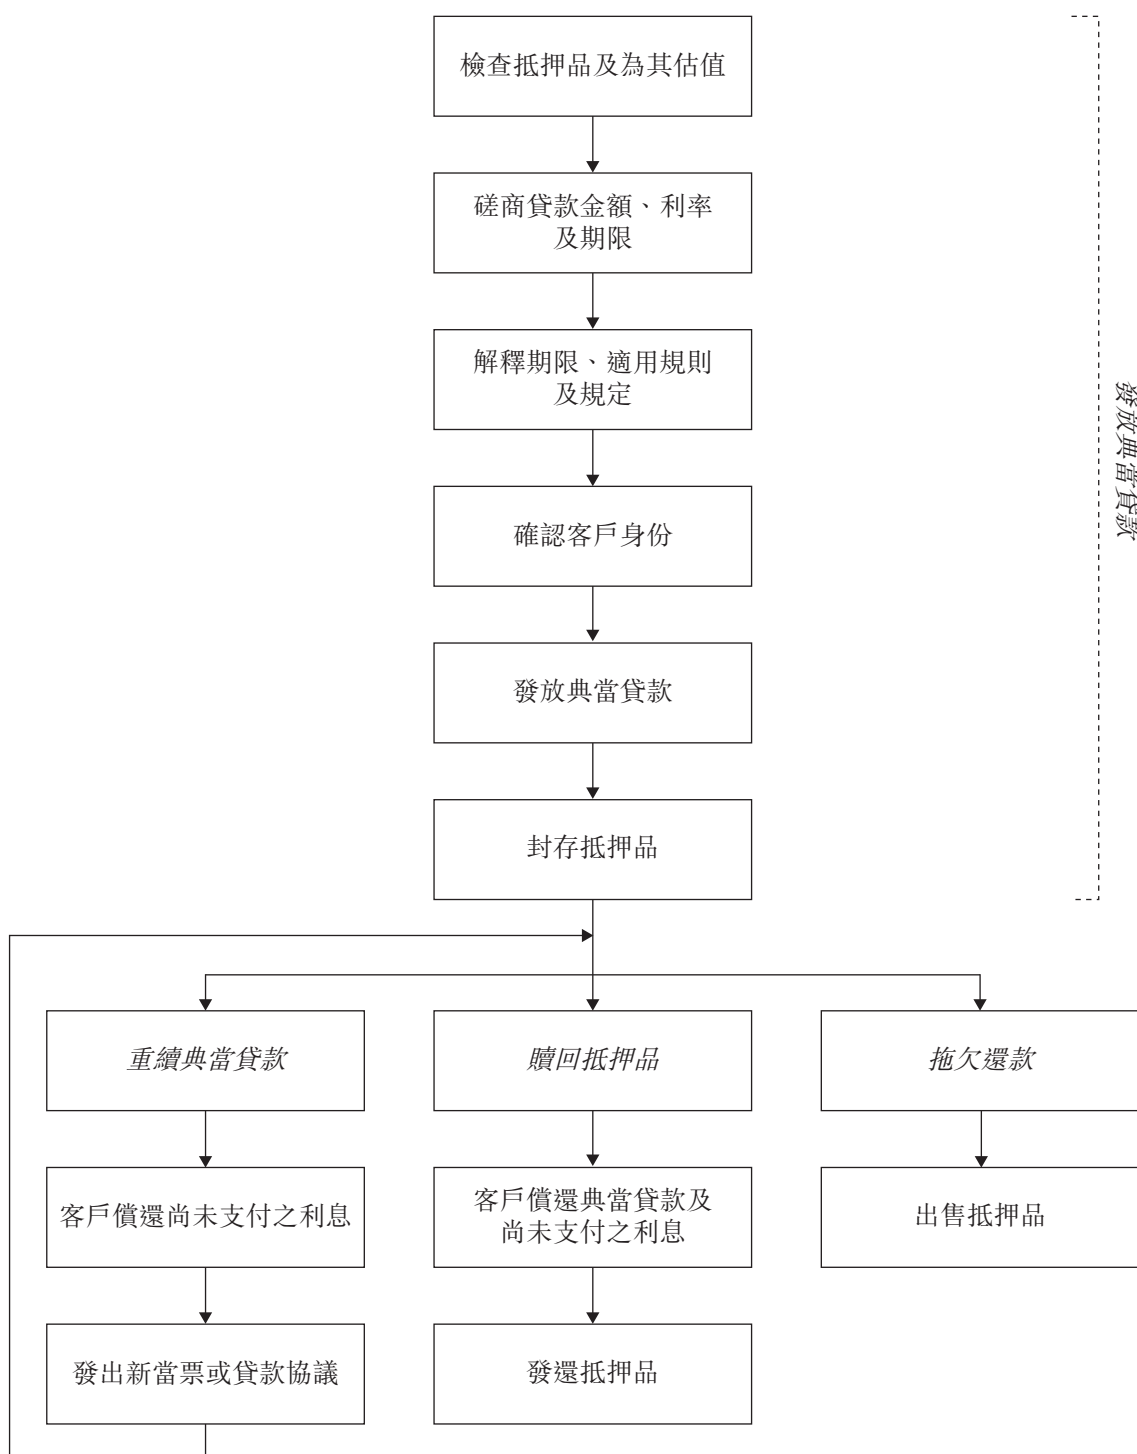 檢查抵押品及為其估值
磋商貸款金額、利率
及期限
解釋期限、適用規則
及規定
確認客戶身份
發放典當貸款
封存抵押品
發放典當貸款
重續典當貸款
贖回抵押品
拖欠還款
客戶償還尚未支付之利息
客戶償還典當貸款及
尚未支付之利息
出售抵押品
發出新當票或貸款協議
發還抵押品